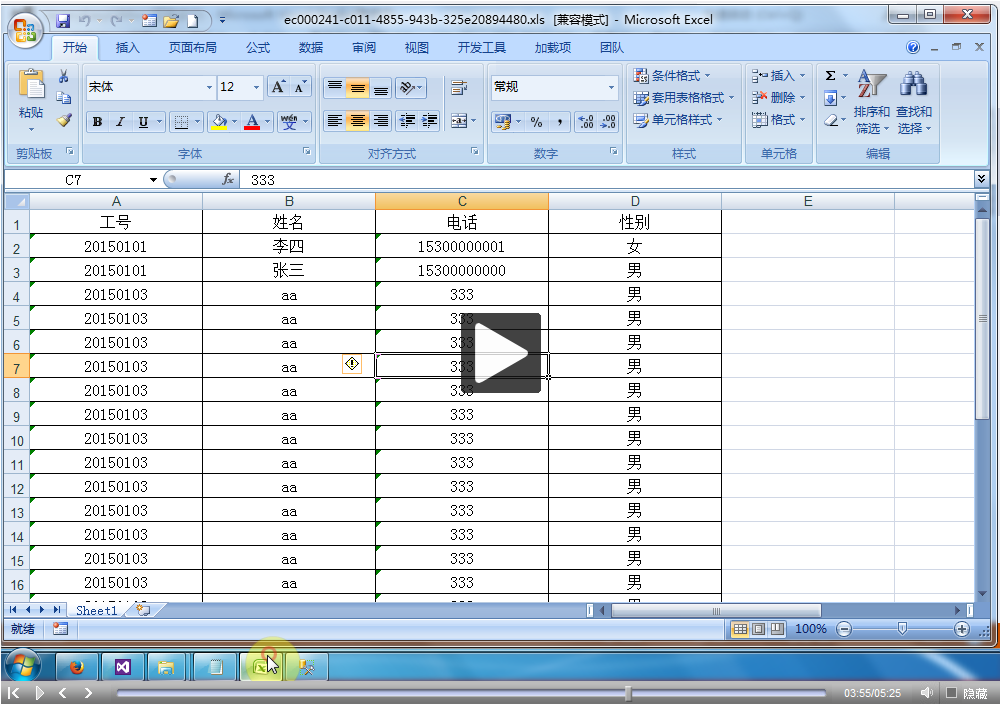 ec000241-c011-4855-943b-325e20894480.xls [兼容模式] - Microsoft Excel
开始 插入 页面布局 公式 数据 审阅 视图 开发工具 加载项 团队
宋体 12 A A 常规 条件格式 插入 Σ
粘贴 套用表格格式 删除 排序和 查找和
B I U A wén 变 % , .00 单元格样式 格式 筛选 选择
剪贴板 字体 对齐方式 数字 样式 单元格 编辑
C7 fx 333
A B C D E
1 工号 姓名 电话 性别
2 20150101 李四 15300000001 女
3 20150101 张三 15300000000 男
4 20150103 aa 333 男
5 20150103 aa 333 男
6 20150103 aa 333 男
7 20150103 aa 333 男
8 20150103 aa 333 男
9 20150103 aa 333 男
10 20150103 aa 333 男
11 20150103 aa 333 男
12 20150103 aa 333 男
13 20150103 aa 333 男
14 20150103 aa 333 男
15 20150103 aa 333 男
16 20150103 aa 333 男
Sheet1
就绪 100%
03:55/05:25 隐藏